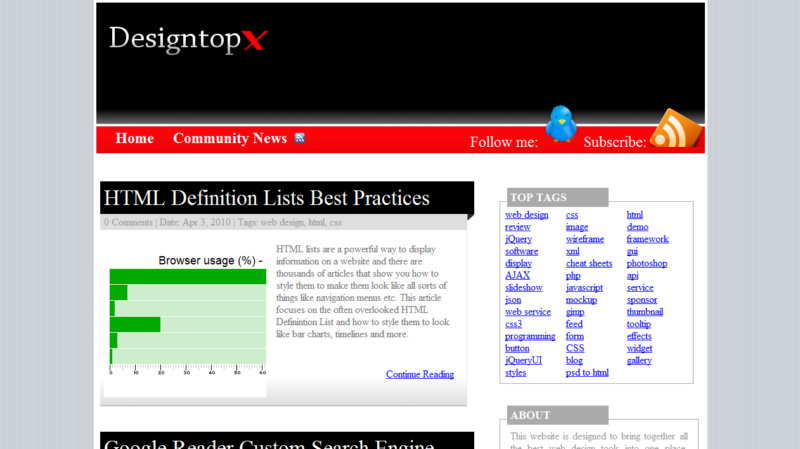 Designtopx
Home Community News
Follow me: Subscribe:
HTML Definition Lists Best Practices
0 Comments | Date: Apr 3, 2010 | Tags: web design, html, css
Browser usage (%) -
0 10 20 30 40 50 60
HTML lists are a powerful way to display
information on a website and there are
thousands of articles that show you how to
style them to make them look like all sorts of
things like navigation menus etc. This article
focuses on the often overlooked HTML
Definintion List and how to style them to look
like bar charts, timelines and more.
Continue Reading
Google Reader Custom Search Engine
TOP TAGS
web design css html
review image demo
jQuery wireframe framework
software xml gui
display cheat sheets photoshop
AJAX php api
slideshow javascript service
json mockup sponsor
web service gimp thumbnail
css3 feed tooltip
programming form effects
button CSS widget
jQueryUI blog gallery
styles psd to html
ABOUT
This website is designed to bring together all
the best web design tools into one place.